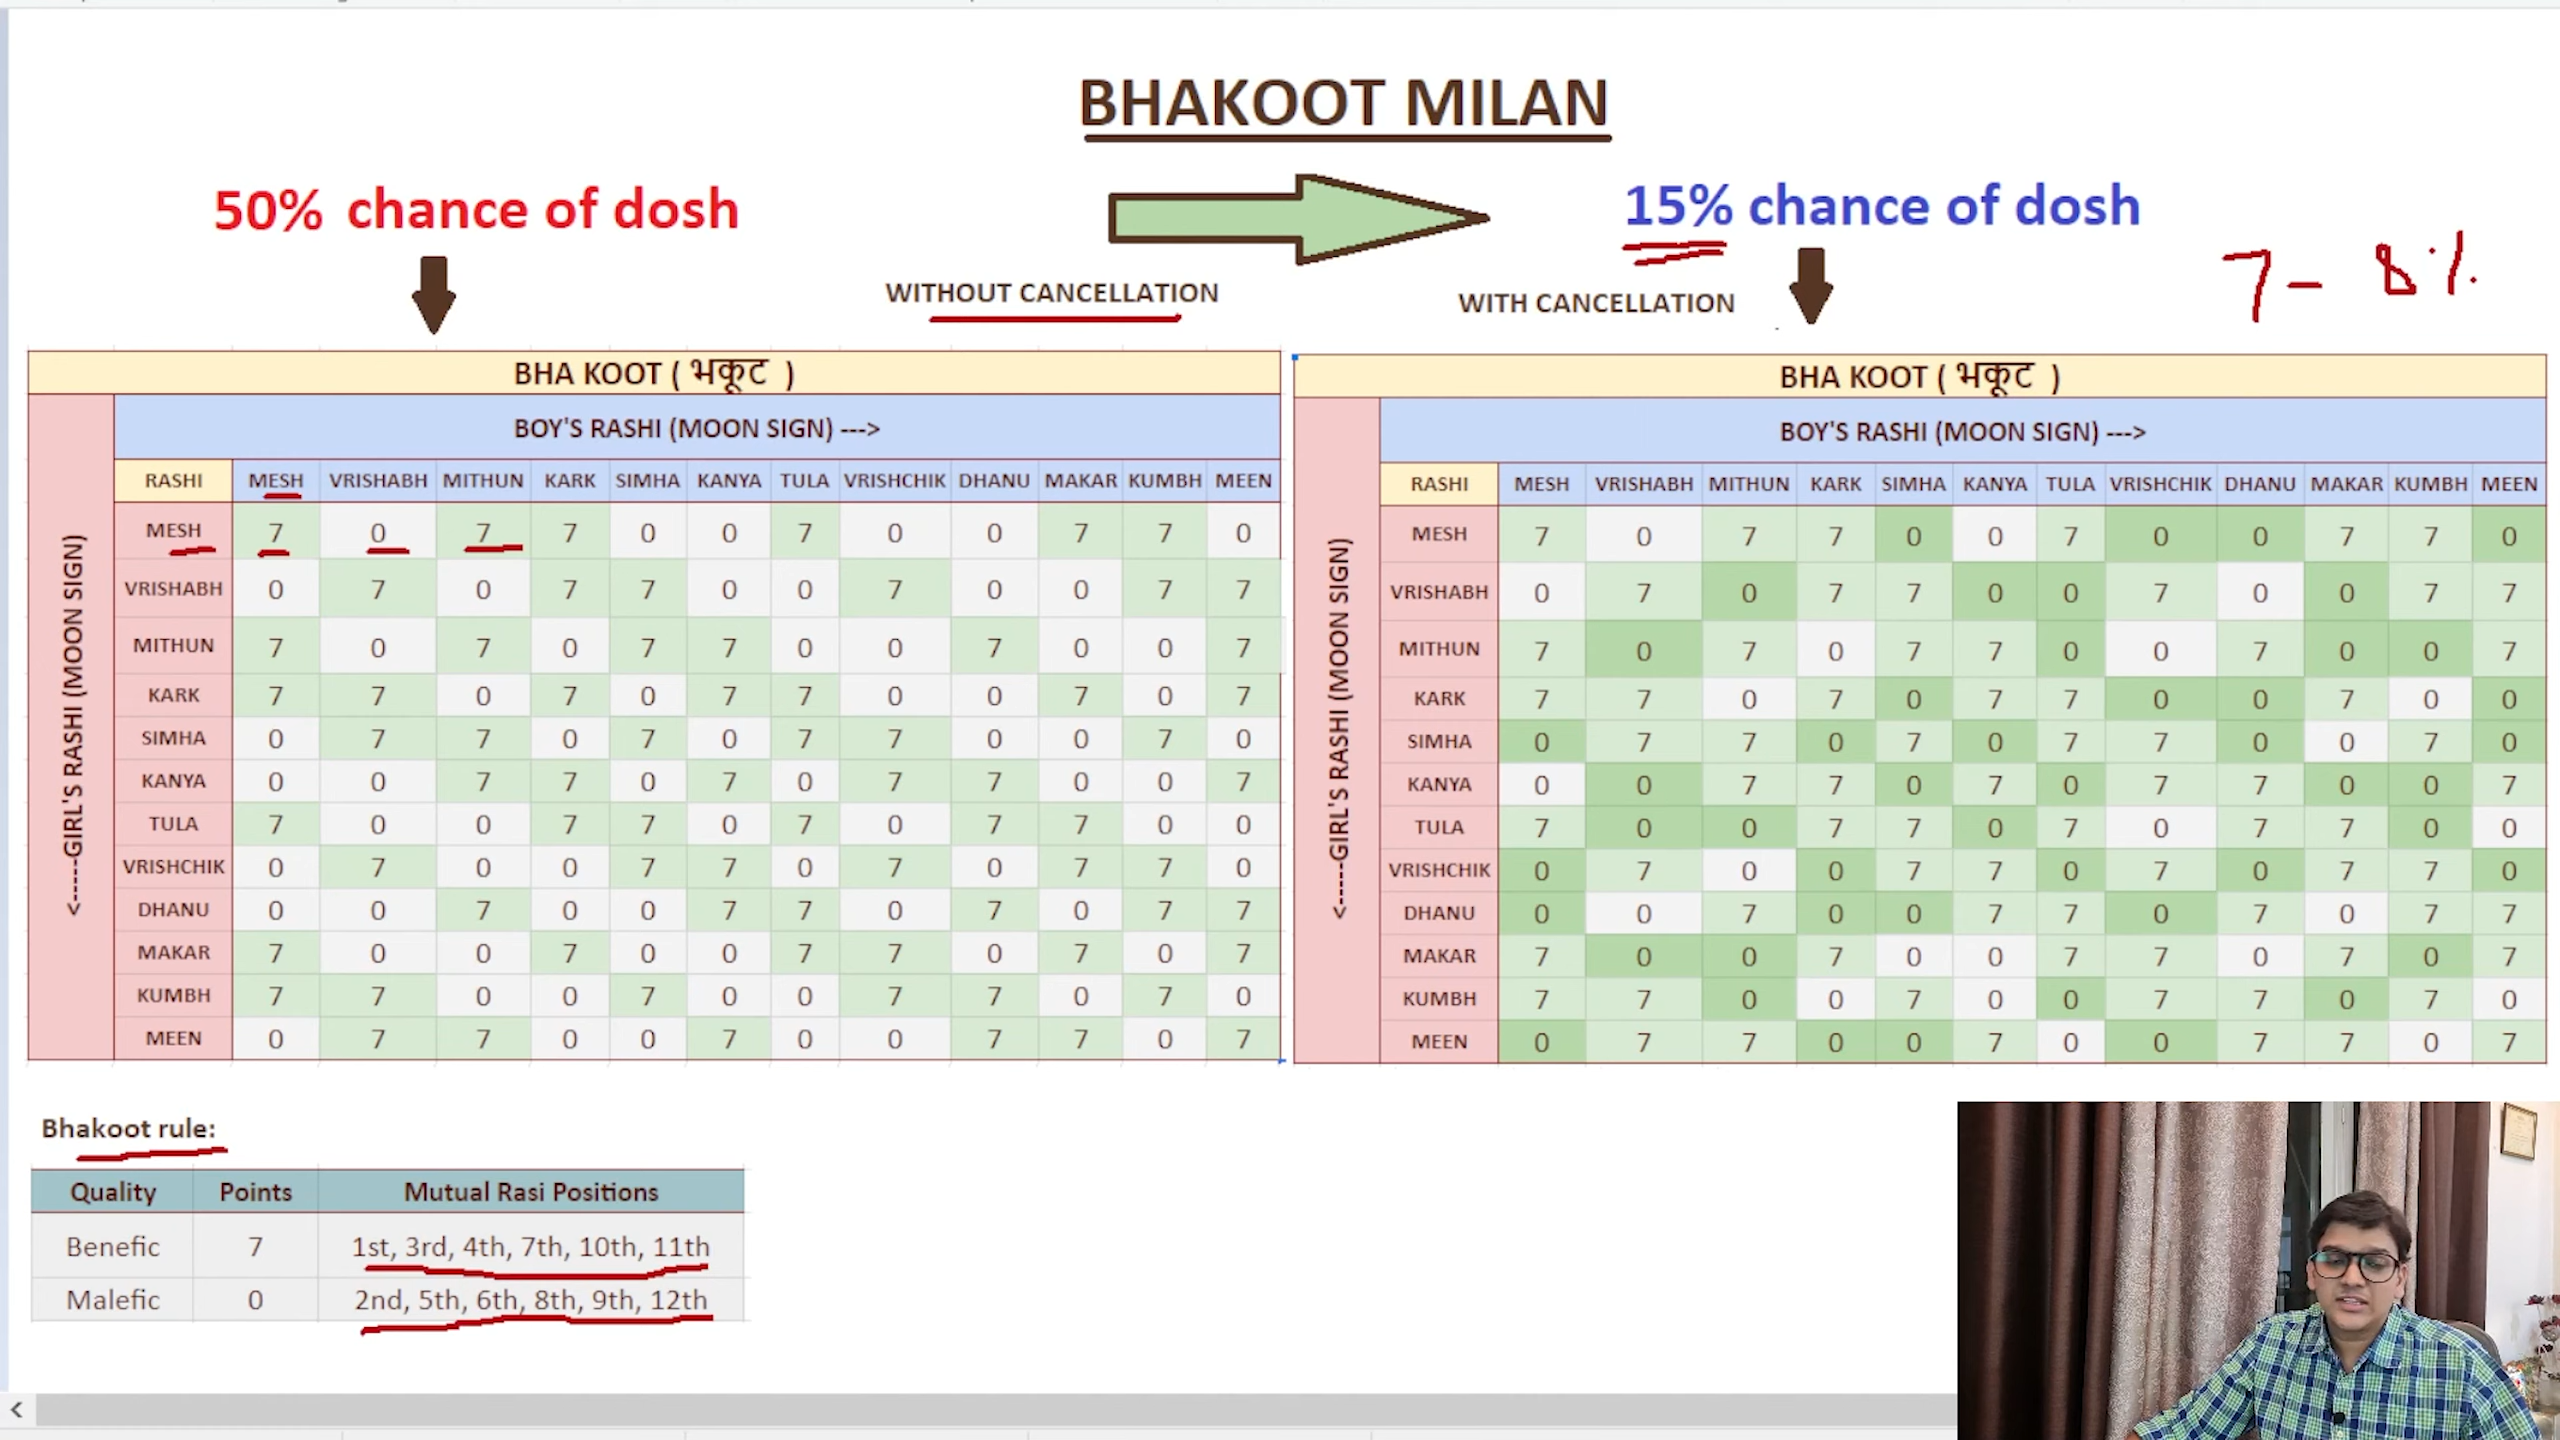 BHAKOOT MILAN
50% chance of dosh
15% chance of dosh
7- 8%
WITHOUT CANCELLATION
WITH CANCELLATION
BHA KOOT ( भकूट )
BOY'S RASHI (MOON SIGN) --->
<-----GIRL'S RASHI (MOON SIGN)
RASHI MESH VRISHABH MITHUN KARK SIMHA KANYA TULA VRISHCHIK DHANU MAKAR KUMBH MEEN
MESH 7 0 7 7 0 0 7 0 0 7 7 0
VRISHABH 0 7 0 7 7 0 0 7 0 0 7 7
MITHUN 7 0 7 0 7 7 0 0 7 0 0 7
KARK 7 7 0 7 0 7 7 0 0 7 0 7
SIMHA 0 7 7 0 7 0 7 7 0 0 7 0
KANYA 0 0 7 7 0 7 0 7 7 0 0 7
TULA 7 0 0 7 7 0 7 0 7 7 0 0
VRISHCHIK 0 7 0 0 7 7 0 7 0 7 7 0
DHANU 0 0 7 0 0 7 7 0 7 0 7 7
MAKAR 7 0 0 7 0 0 7 7 0 7 0 7
KUMBH 7 7 0 0 7 0 0 7 7 0 7 0
MEEN 0 7 7 0 0 7 0 0 7 7 0 7
BHA KOOT ( भकूट )
BOY'S RASHI (MOON SIGN) --->
<-----GIRL'S RASHI (MOON SIGN)
RASHI MESH VRISHABH MITHUN KARK SIMHA KANYA TULA VRISHCHIK DHANU MAKAR KUMBH MEEN
MESH 7 0 7 7 0 0 7 0 0 7 7 0
VRISHABH 0 7 0 7 7 0 0 7 0 0 7 7
MITHUN 7 0 7 0 7 7 0 0 7 0 0 7
KARK 7 7 0 7 0 7 7 0 0 7 0 0
SIMHA 0 7 7 0 7 0 7 7 0 0 7 0
KANYA 0 0 7 7 0 7 0 7 7 0 0 7
TULA 7 0 0 7 7 0 7 0 7 7 0 0
VRISHCHIK 0 7 0 0 7 7 0 7 0 7 7 0
DHANU 0 0 7 0 0 7 7 0 7 0 7 7
MAKAR 7 0 0 7 0 0 7 7 0 7 0 7
KUMBH 7 7 0 0 7 0 0 7 7 0 7 0
MEEN 0 7 7 0 0 7 0 0 7 7 0 7
Bhakoot rule:
Quality Points Mutual Rasi Positions
Benefic 7 1st, 3rd, 4th, 7th, 10th, 11th
Malefic 0 2nd, 5th, 6th, 8th, 9th, 12th